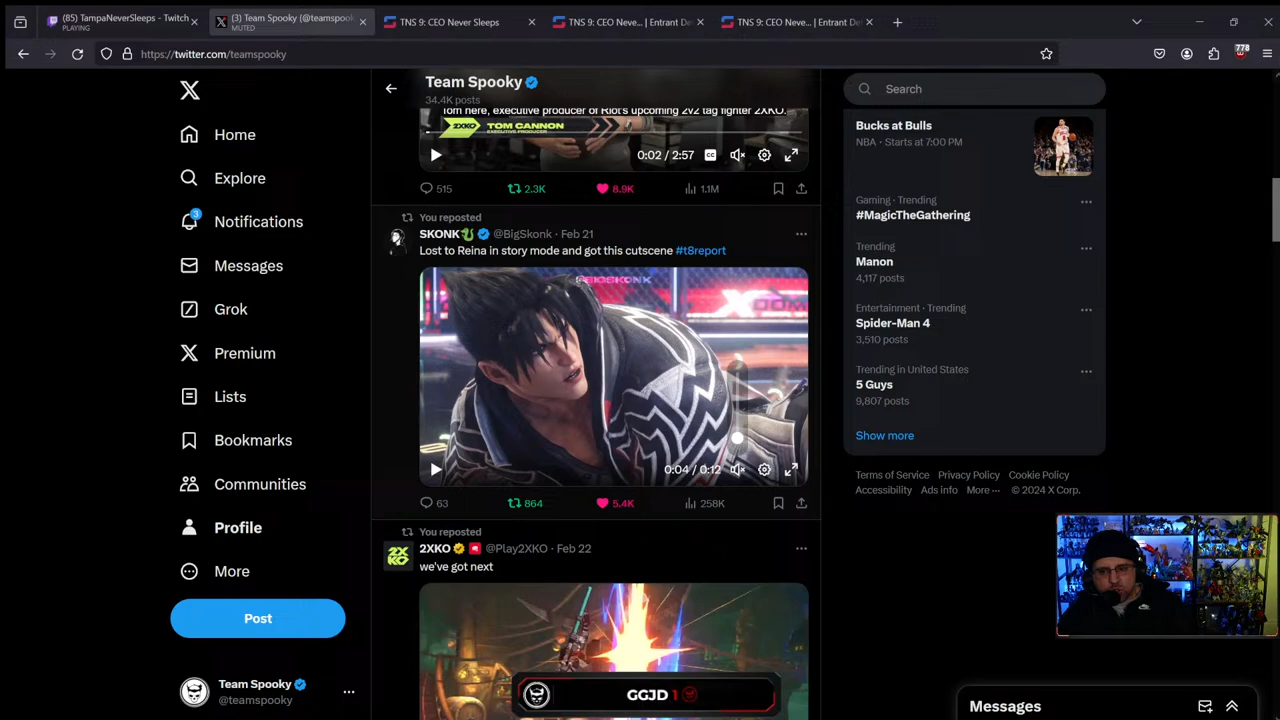 (85) TampaNeverSleeps - Twitch
PLAYING
(3) Team Spooky (@teamspook
MUTED
TNS 9: CEO Never Sleeps
TNS 9: CEO Neve... | Entrant De
TNS 9: CEO Neve... | Entrant De
https://twitter.com/teamspooky
778
Home
Explore
3
Notifications
Messages
Grok
Premium
Lists
Bookmarks
Communities
Profile
More
Post
Team Spooky
@teamspooky
Team Spooky
34.4K posts
Tom here, executive producer of Riot's upcoming 2v2 tag fighter 2XKO.
2XKO TOM CANNON
EXECUTIVE PRODUCER
0:02 / 2:57
CC
515 2.3K 8.9K 1.1M
You reposted
SKONK @BigSkonk · Feb 21
Lost to Reina in story mode and got this cutscene #t8report
@BIGSKONK
0:04 / 0:12
63 864 5.4K 258K
You reposted
2XKO @Play2XKO · Feb 22
we've got next
2XKO
GGJD 1
Search
Bucks at Bulls
NBA · Starts at 7:00 PM
Gaming · Trending
#MagicTheGathering
Trending
Manon
4,117 posts
Entertainment · Trending
Spider-Man 4
3,510 posts
Trending in United States
5 Guys
9,807 posts
Show more
Terms of Service Privacy Policy Cookie Policy
Accessibility Ads info More ··· © 2024 X Corp.
Messages